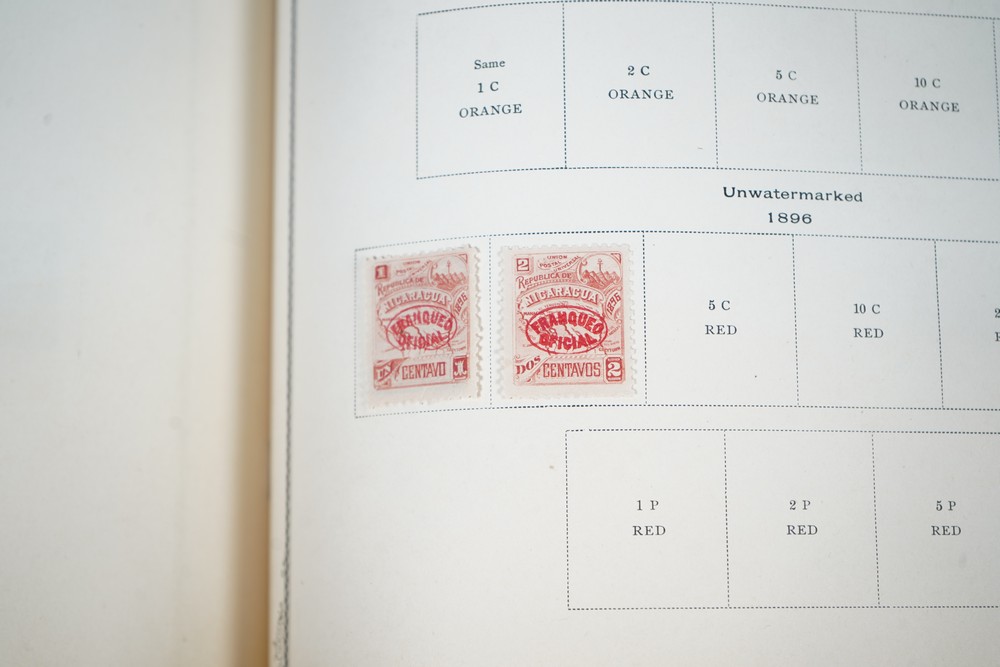 Same
1 C
ORANGE
2 C
ORANGE
5 C
ORANGE
10 C
ORANGE
Unwatermarked
1896
1
UNION
POSTAL
REPUBLICA DE
NICARAGUA
1896
FRANQUEO
OFICIAL
CENTAVO
1
2
UNION
POSTAL UNIVERSAL
REPUBLICA DE
NICARAGUA
1896
FRANQUEO
OFICIAL
DOS
CENTAVOS
2
5 C
RED
10 C
RED
1 P
RED
2 P
RED
5 P
RED